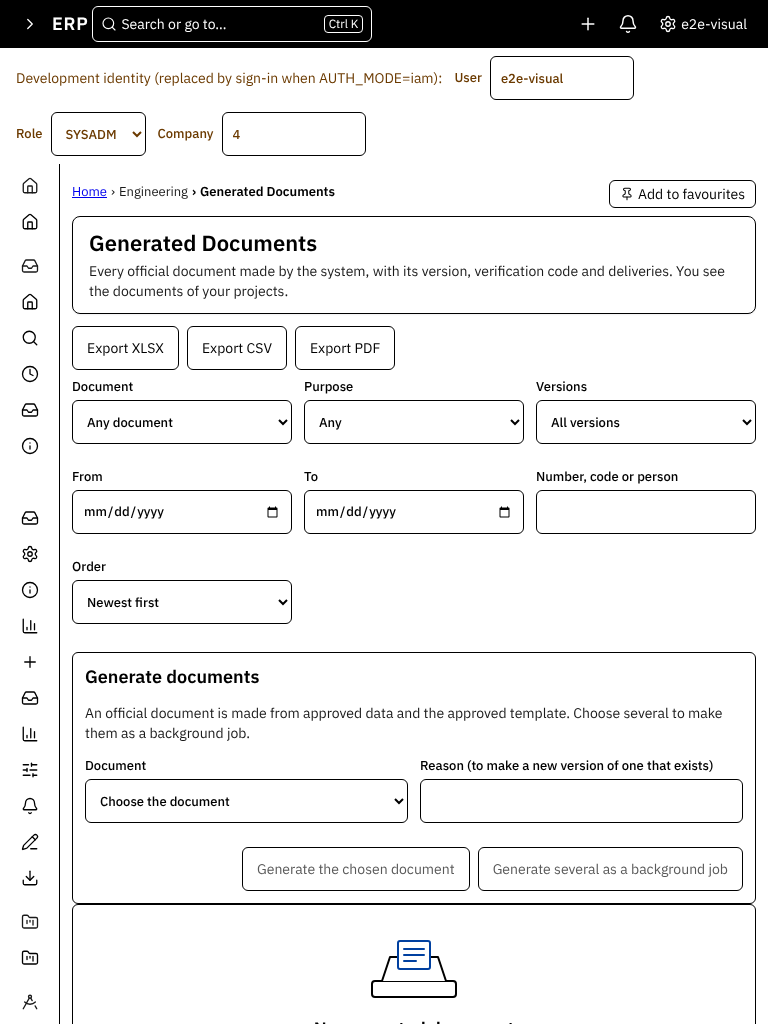 ERP
Search or go to...
Ctrl K
e2e-visual
Development identity (replaced by sign-in when AUTH_MODE=iam):
User
e2e-visual
Role
SYSADM
Company
4
Home › Engineering › Generated Documents
Add to favourites
Generated Documents
Every official document made by the system, with its version, verification code and deliveries. You see
the documents of your projects.
Export XLSX
Export CSV
Export PDF
Document
Purpose
Versions
Any document
Any
All versions
From
To
Number, code or person
mm/dd/yyyy
mm/dd/yyyy
Order
Newest first
Generate documents
An official document is made from approved data and the approved template. Choose several to make
them as a background job.
Document
Reason (to make a new version of one that exists)
Choose the document
Generate the chosen document
Generate several as a background job